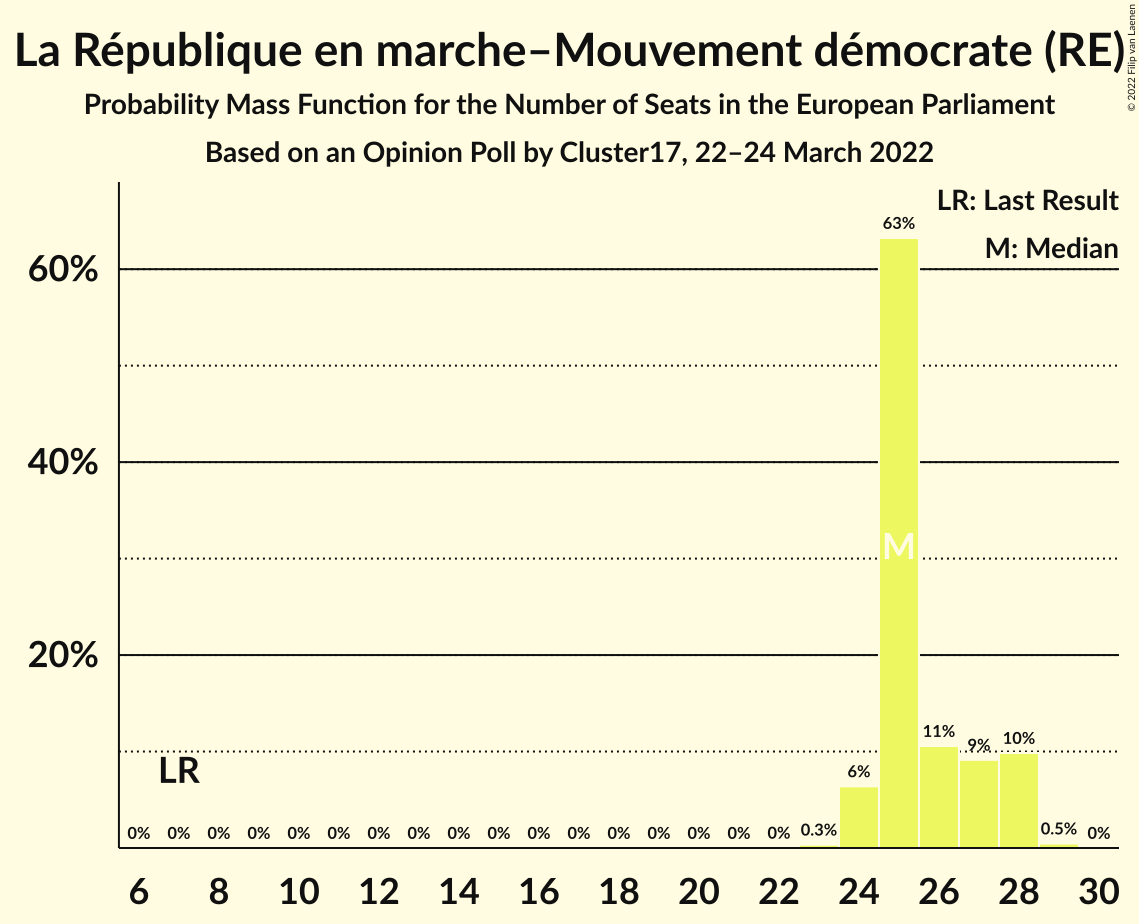 La République en marche–Mouvement démocrate (RE)
© 2022 Filip van Laenen
Probability Mass Function for the Number of Seats in the European Parliament
Based on an Opinion Poll by Cluster17, 22–24 March 2022
LR: Last Result
M: Median
60%
40%
20%
63%
M
11%
9%
10%
6%
LR
0% 0% 0% 0% 0% 0% 0% 0% 0% 0% 0% 0% 0% 0% 0% 0% 0% 0.3% 0.5% 0%
6 8 10 12 14 16 18 20 22 24 26 28 30